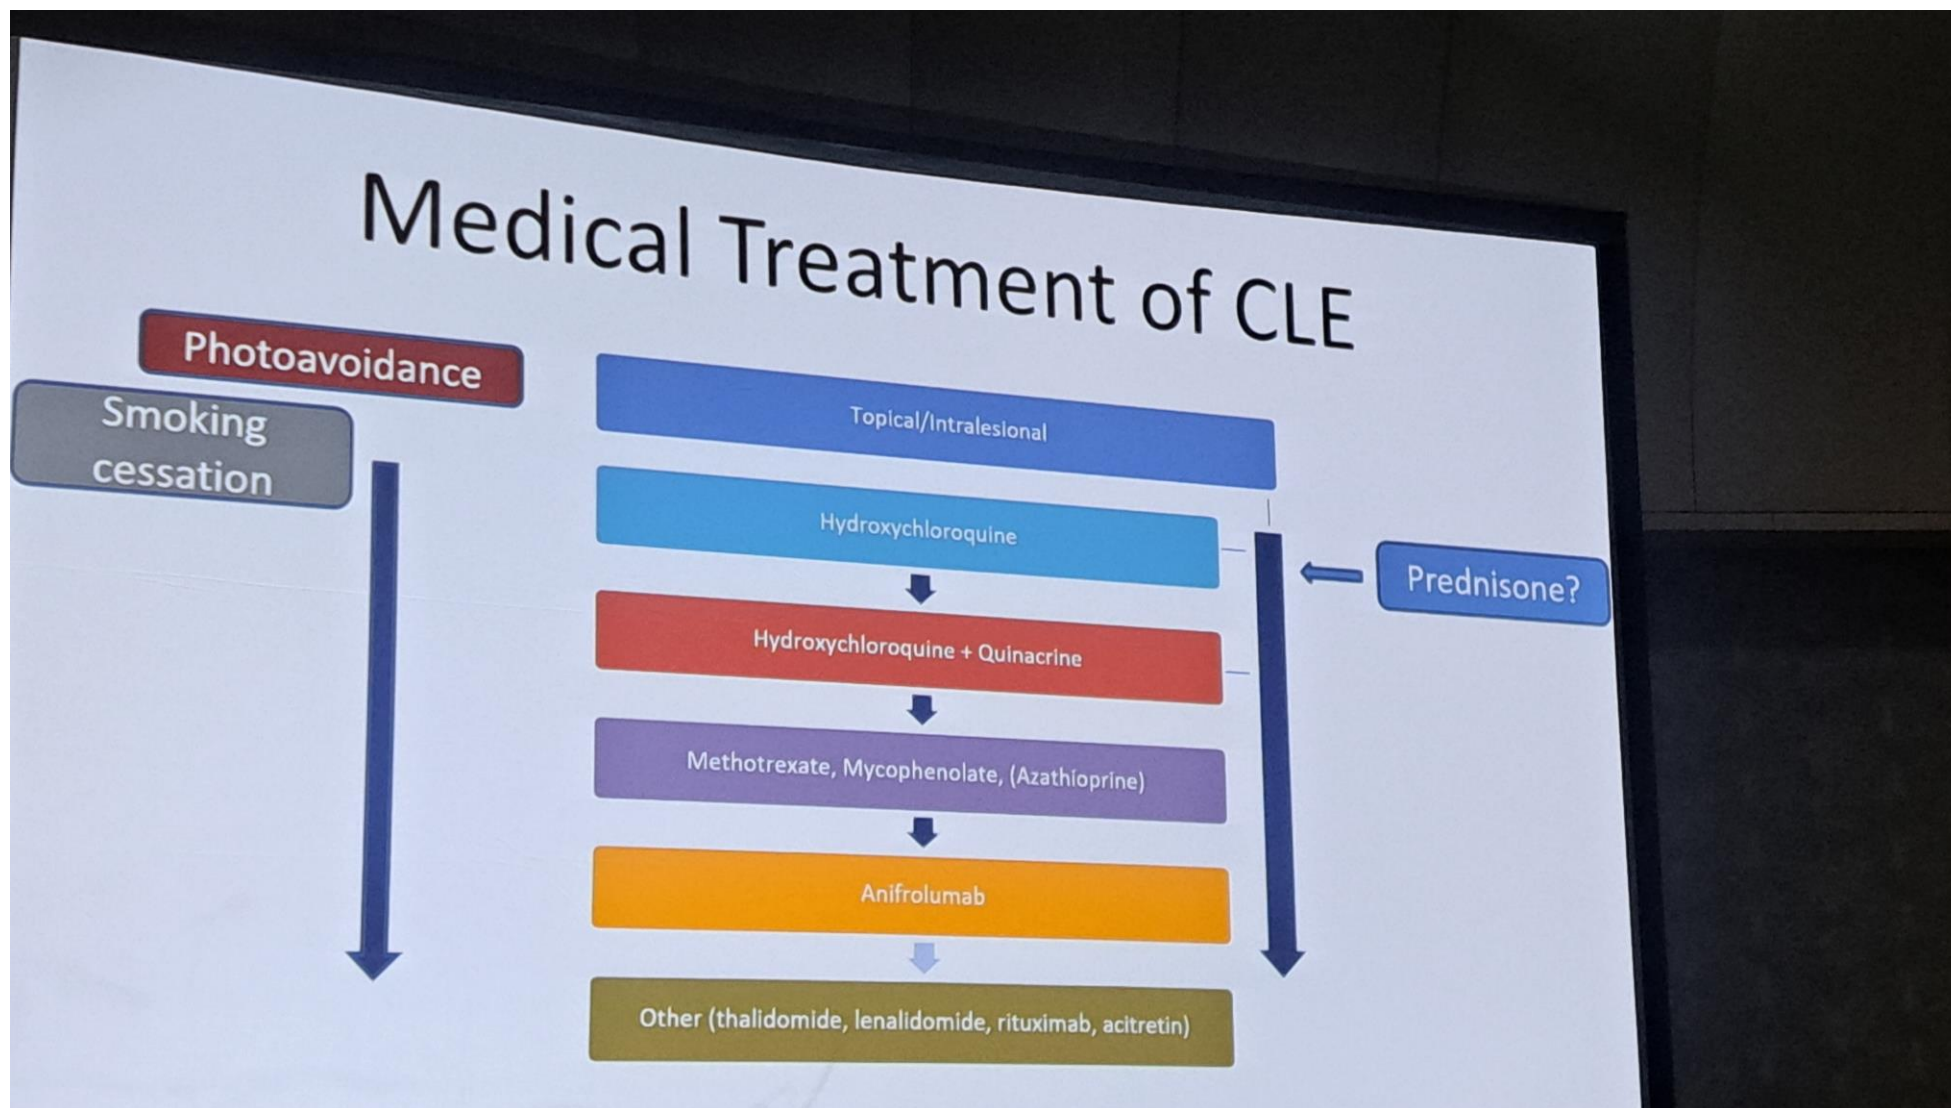 Medical Treatment of CLE
Photoavoidance
Smoking
cessation
Topical/Intralesional
Hydroxychloroquine
Prednisone?
Hydroxychloroquine + Quinacrine
Methotrexate, Mycophenolate, (Azathioprine)
Anifrolumab
Other (thalidomide, lenalidomide, rituximab, acitretin)